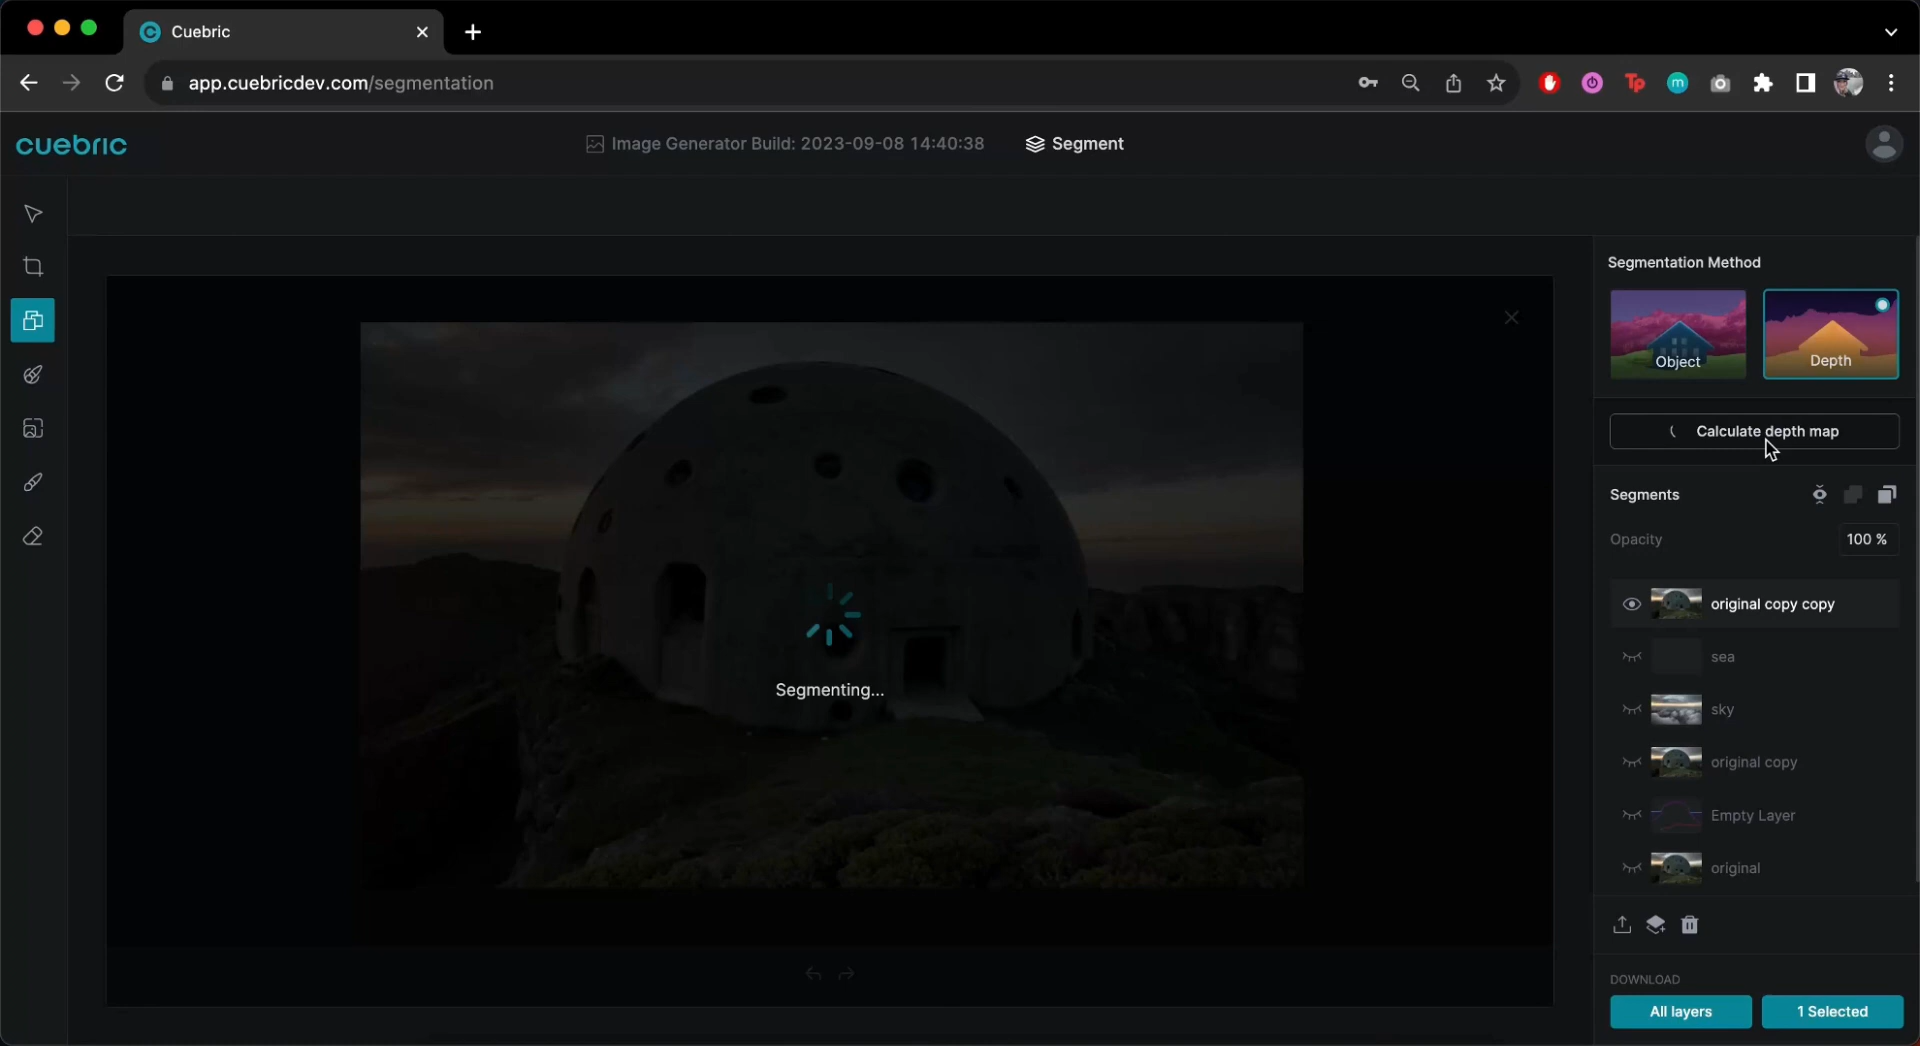 Cuebric
app.cuebricdev.com/segmentation
Tp
m
cuebric
Image Generator Build: 2023-09-08 14:40:38
Segment
Segmentation Method
Object
Depth
Calculate depth map
Segments
Opacity
100 %
original copy copy
sea
sky
original copy
Empty Layer
original
Segmenting...
DOWNLOAD
All layers
1 Selected